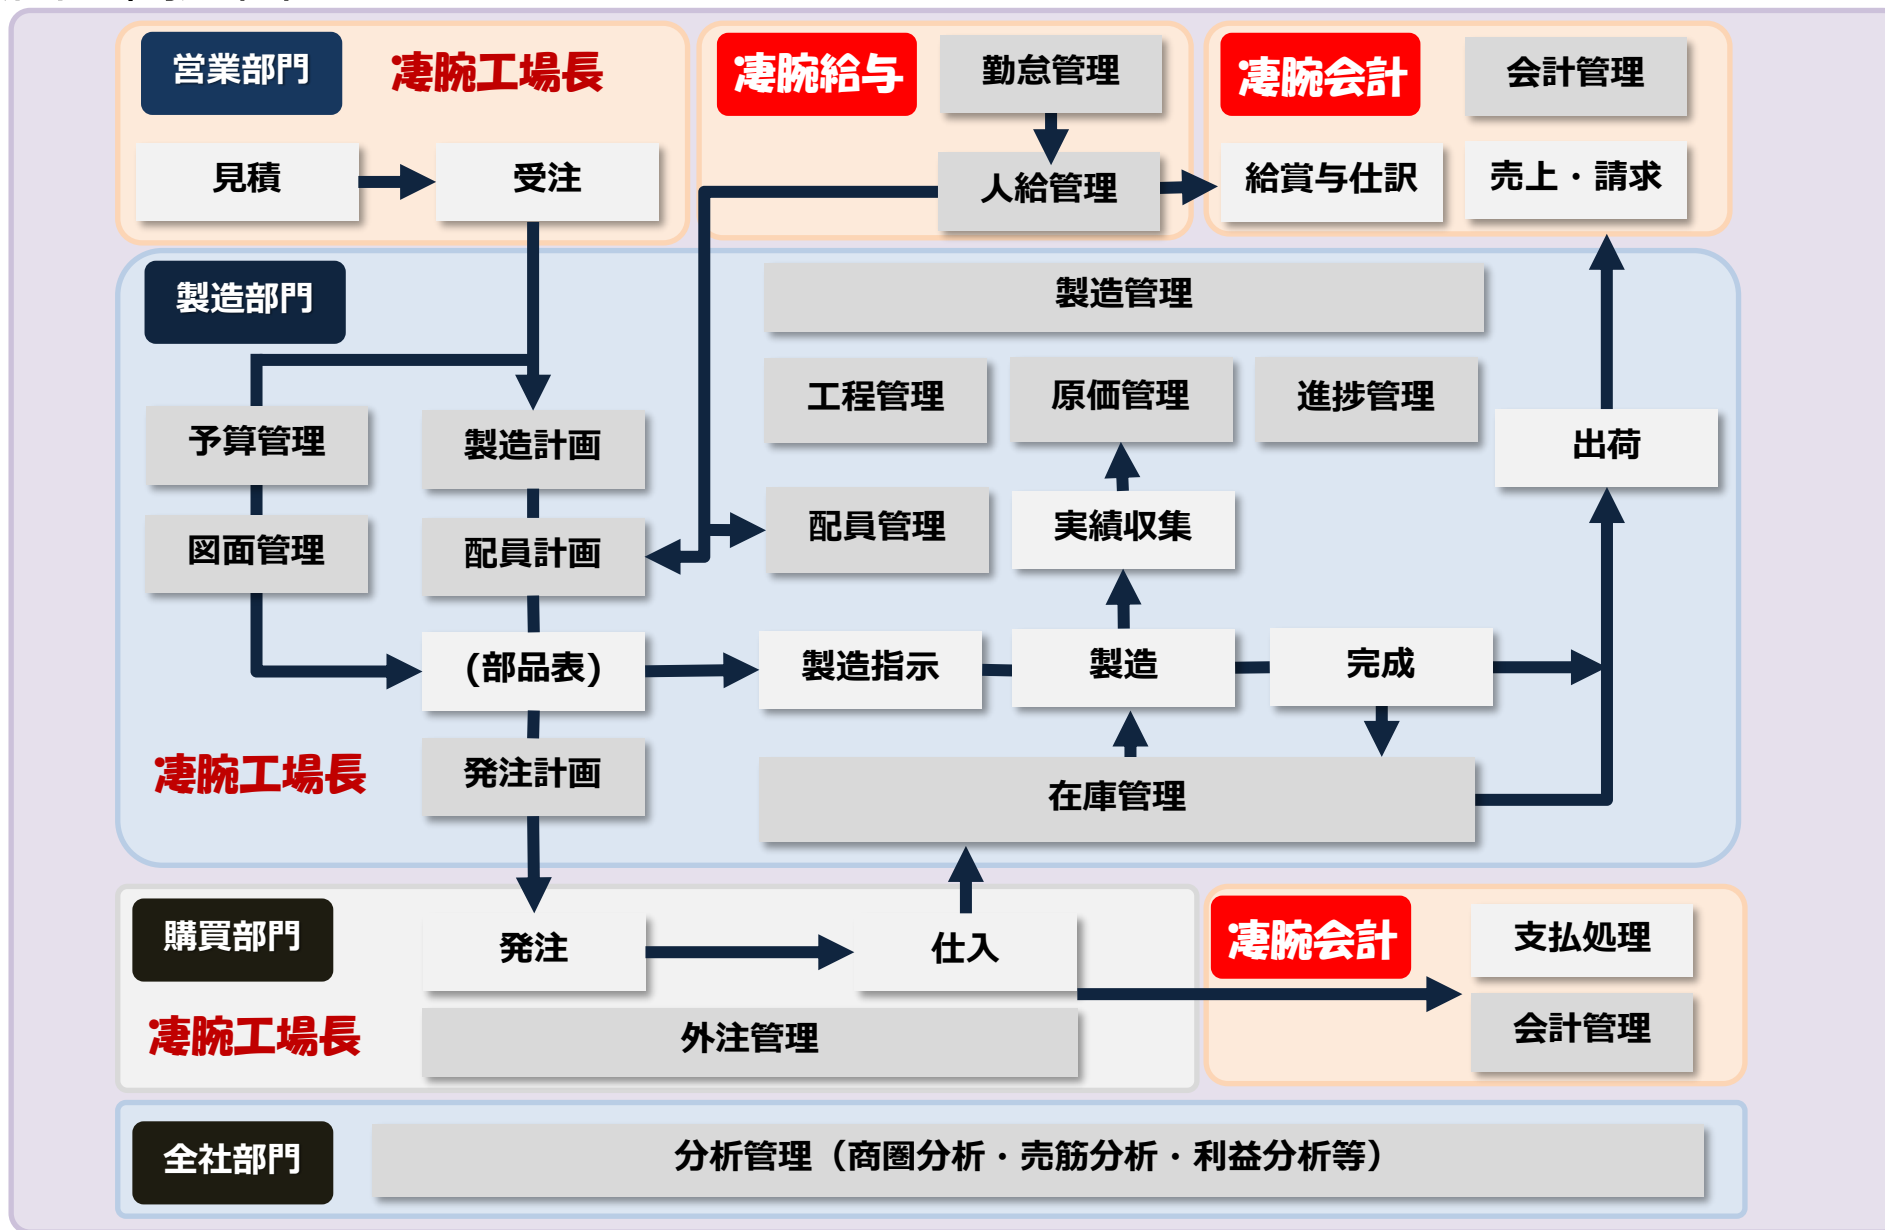 営業部門
凄腕工場長
見積
受注
凄腕給与
勤怠管理
人給管理
凄腕会計
会計管理
給賞与仕訳
売上・請求
製造部門
製造管理
工程管理
原価管理
進捗管理
予算管理
製造計画
出荷
図面管理
配員計画
配員管理
実績収集
(部品表)
製造指示
製造
完成
凄腕工場長
発注計画
在庫管理
購買部門
発注
仕入
凄腕工場長
外注管理
凄腕会計
支払処理
会計管理
全社部門
分析管理（商圏分析・売筋分析・利益分析等）